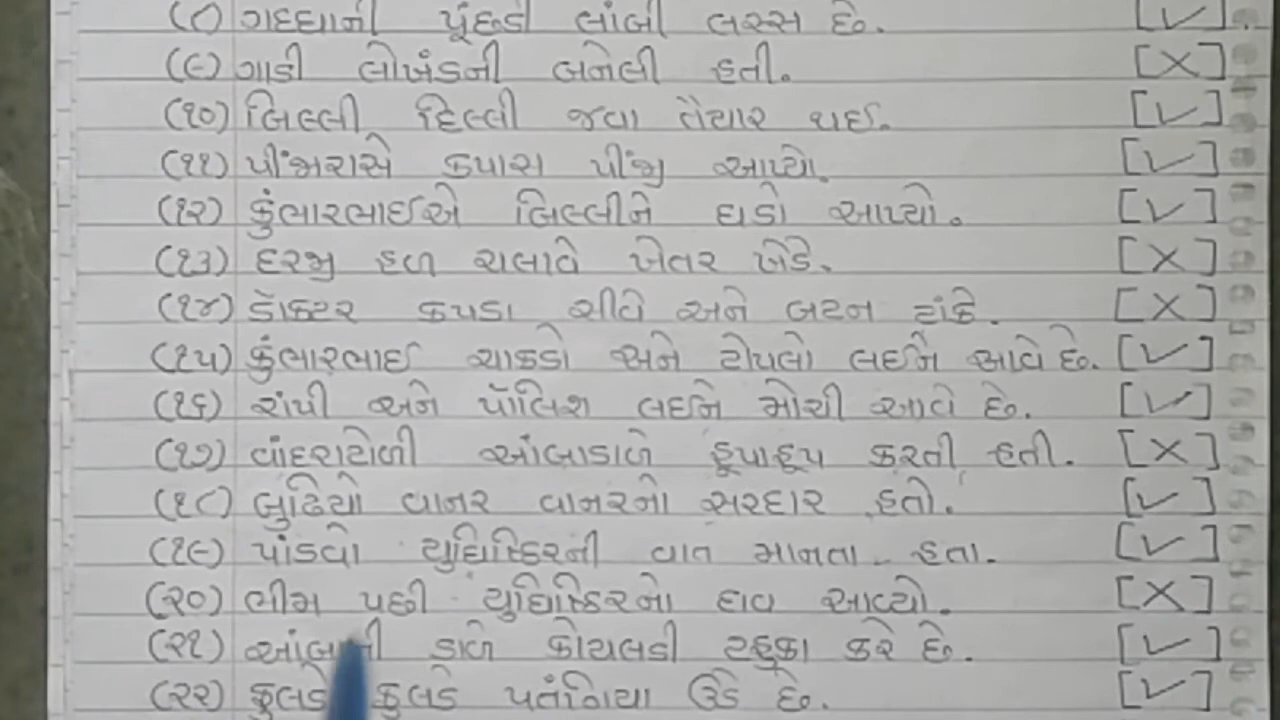 (૮) ગદ્દધાની પૂંછડી લાંબી લસ્સ છે. [✓]
(૯) ગાડી લોખંડની બનેલી હતી. [X]
(૧૦) બિલ્લી દિલ્લી જવા તૈયાર થઈ. [✓]
(૧૧) પીંજારાએ કપાસ પીંજી આપ્યો. [✓]
(૧૨) કુંભારભાઈએ બિલ્લીને ઘડો આપ્યો. [✓]
(૧૩) દરજી હળ ચલાવે ખેતર ખેડે. [X]
(૧૪) ડૉક્ટર કપડા સીવે અને બટન ટાંકે. [X]
(૧૫) કુંભારભાઈ ચાકડો અને ટોપલો લઈને આવે છે. [✓]
(૧૬) રાંપી અને પૉલિશ લઈને મોચી આવે છે. [✓]
(૧૭) વાંદરાટોળી આંબાડાળે હૂપાહૂપ કરતી હતી. [X]
(૧૮) બુઢિયો વાનર વાનરનો સરદાર હતો. [✓]
(૧૯) પાંડવો યુધિષ્ઠિરની વાત માનતા હતા. [✓]
(૨૦) ભીમ પછી યુધિષ્ઠિરનો દાવ આવ્યો. [X]
(૨૧) આંબાની ડાળે કોયલડી ટહૂકા કરે છે. [✓]
(૨૨) ફુલડે ફુલડે પતંગિયા ઉડે છે. [✓]